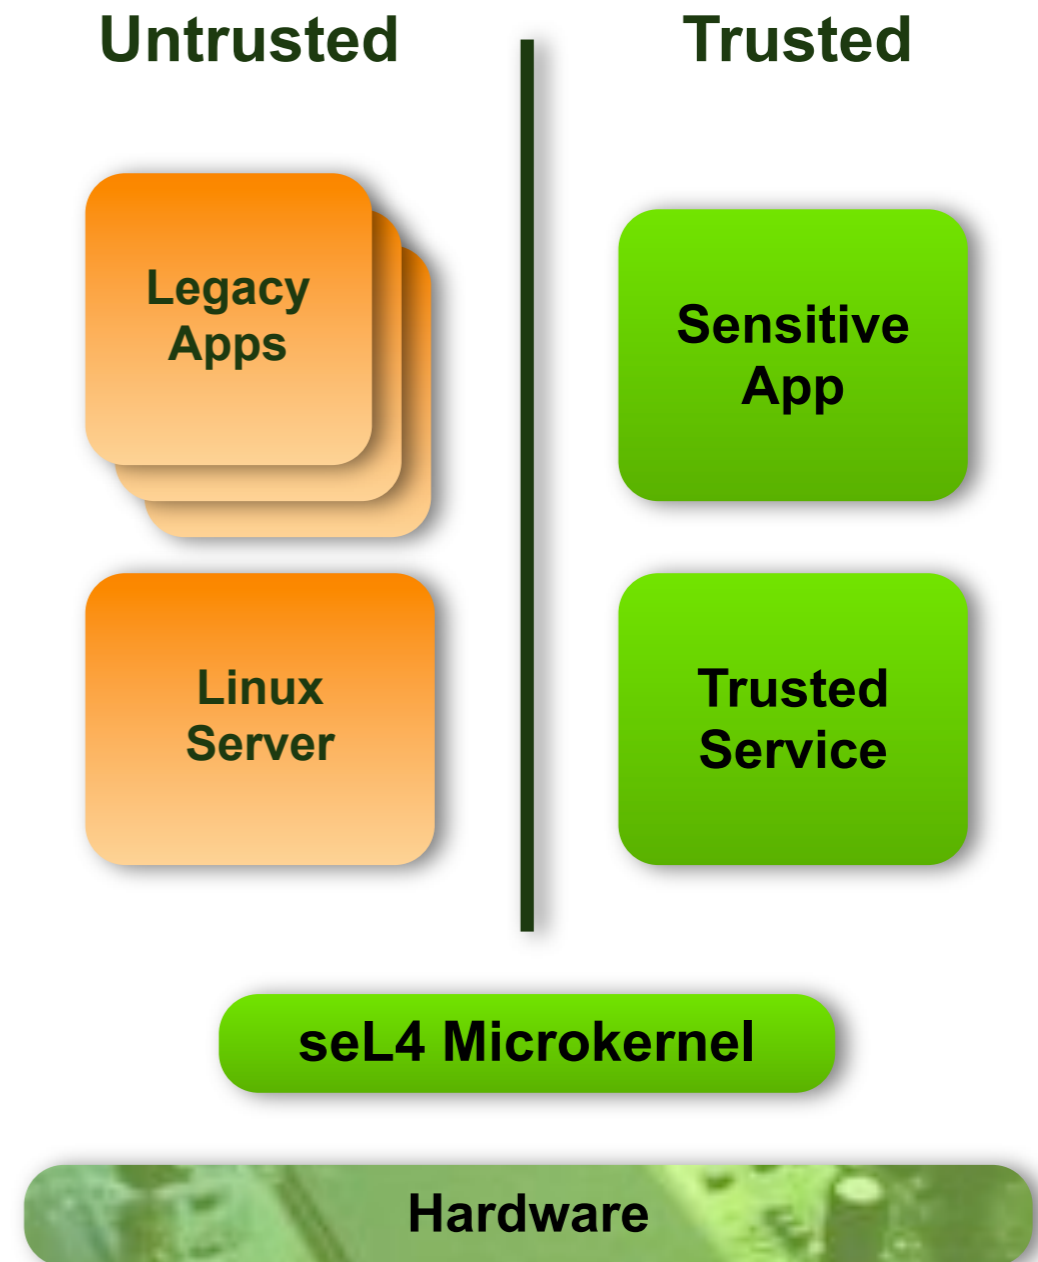 Untrusted
Trusted
Legacy
Apps
Sensitive
App
Linux
Server
Trusted
Service
seL4 Microkernel
Hardware